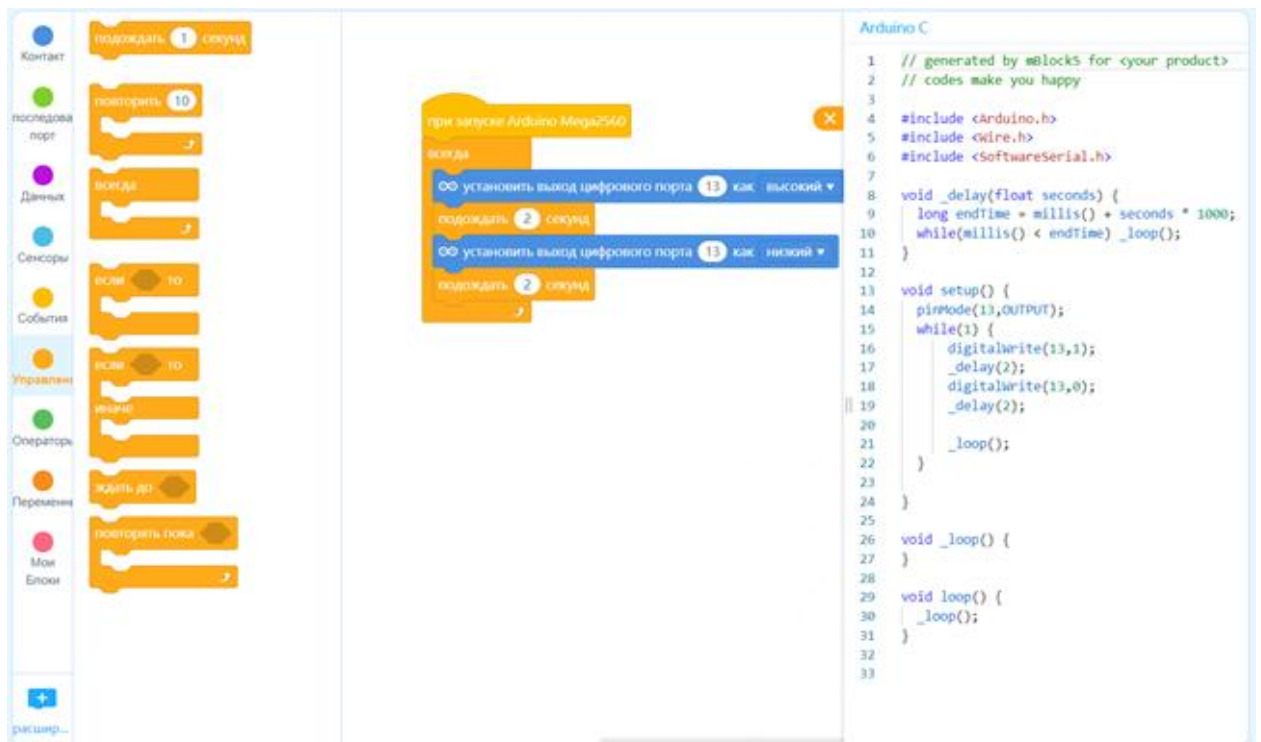 Контакт
последова
порт
Данных
Сенсоры
События
Управлени
Операторы
Переменн
Мои
Блоки
расшир...
подождать 1 секунд
повторить 10
всегда
если то
если то
иначе
ждать до
повторять пока
при запуске Arduino Mega2560
всегда
установить выход цифрового порта 13 как высокий
подождать 2 секунд
установить выход цифрового порта 13 как низкий
подождать 2 секунд
Arduino C
1 // generated by mBlock5 for <your product>
2 // codes make you happy
3
4 #include <Arduino.h>
5 #include <Wire.h>
6 #include <SoftwareSerial.h>
7
8 void _delay(float seconds) {
9 long endTime = millis() + seconds * 1000;
10 while(millis() < endTime) _loop();
11 }
12
13 void setup() {
14 pinMode(13,OUTPUT);
15 while(1) {
16 digitalWrite(13,1);
17 _delay(2);
18 digitalWrite(13,0);
19 _delay(2);
20
21 _loop();
22 }
23
24 }
25
26 void _loop() {
27 }
28
29 void loop() {
30 _loop();
31 }
32
33